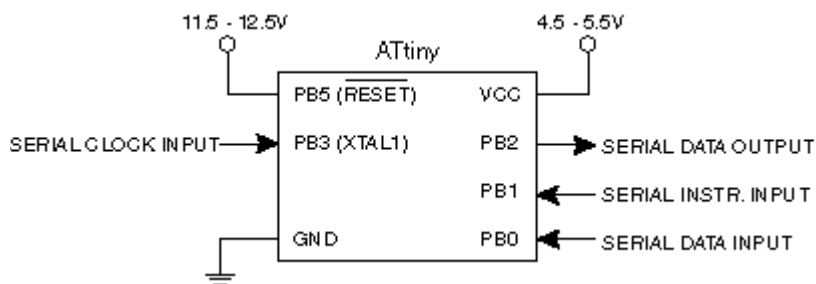 11.5 - 12.5V
4.5 - 5.5V
ATtiny
PB5 (RESET)
VCC
SERIAL CLOCK INPUT
PB3 (XTAL1)
PB2
SERIAL DATA OUTPUT
PB1
SERIAL INSTR. INPUT
GND
PB0
SERIAL DATA INPUT